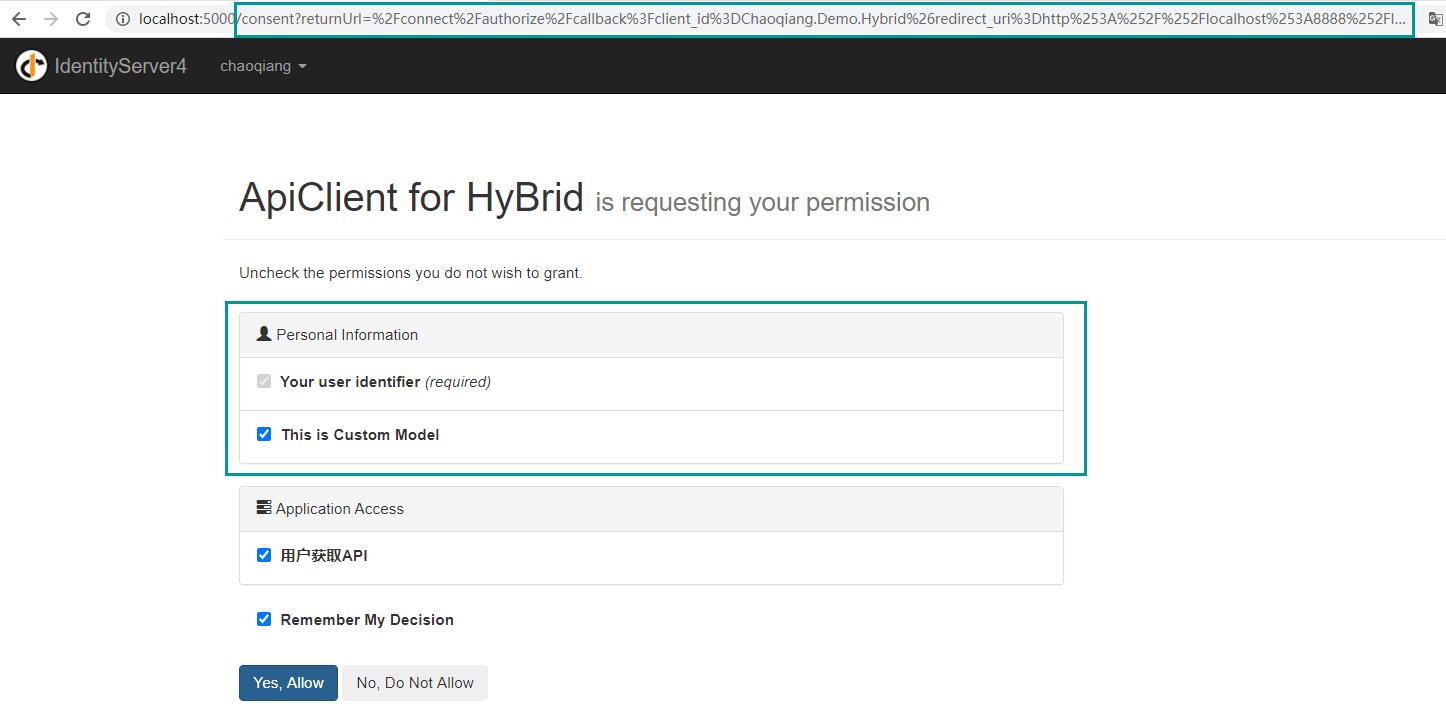 localhost:5000/consent?returnUrl=%2Fconnect%2Fauthorize%2Fcallback%3Fclient_id%3DChaoqiang.Demo.Hybrid%26redirect_uri%3Dhttp%253A%252F%252Flocalhost%253A8888%252Fl...
IdentityServer4 chaoqiang
ApiClient for HyBrid is requesting your permission
Uncheck the permissions you do not wish to grant.
Personal Information
Your user identifier (required)
This is Custom Model
Application Access
用户获取API
Remember My Decision
Yes, Allow No, Do Not Allow